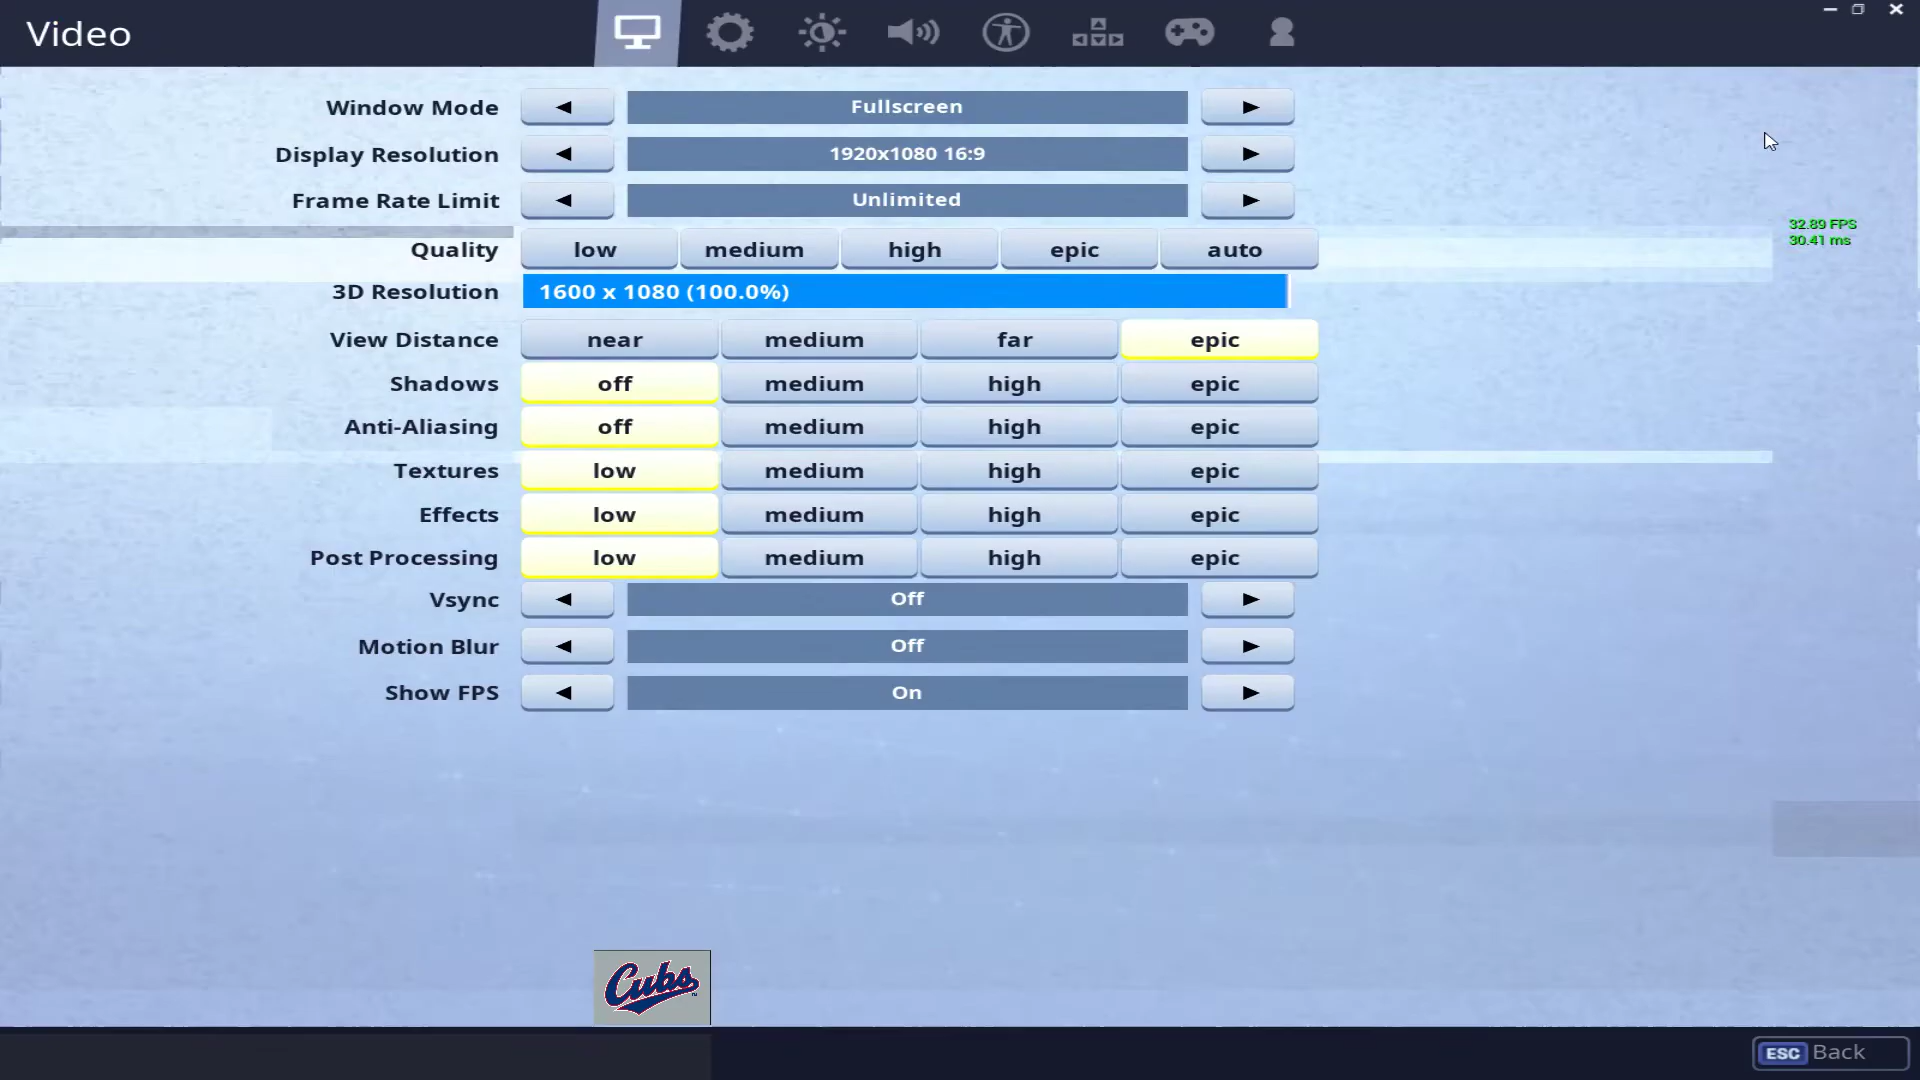 Video
Window Mode Fullscreen
Display Resolution 1920x1080 16:9
Frame Rate Limit Unlimited
32.89 FPS
30.41 ms
Quality low medium high epic auto
3D Resolution 1600 x 1080 (100.0%)
View Distance near medium far epic
Shadows off medium high epic
Anti-Aliasing off medium high epic
Textures low medium high epic
Effects low medium high epic
Post Processing low medium high epic
Vsync Off
Motion Blur Off
Show FPS On
Cubs
ESC Back